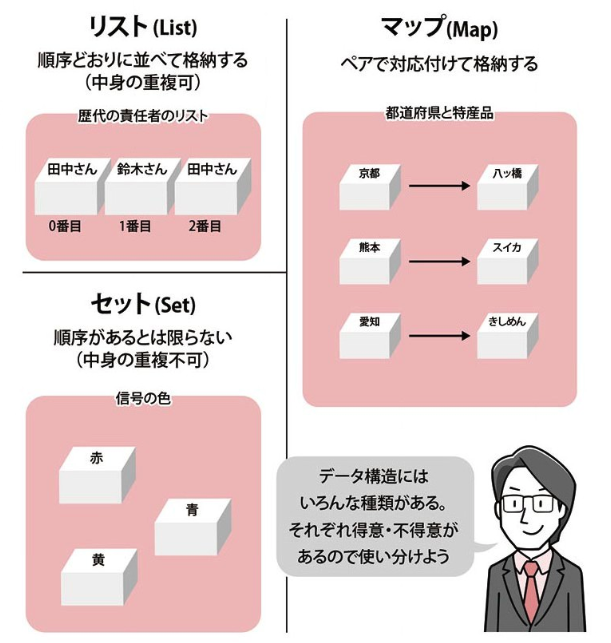 リスト(List)
順序どおりに並べて格納する
(中身の重複可)
歴代の責任者のリスト
田中さん 鈴木さん 田中さん
0番目 1番目 2番目
セット(Set)
順序があるとは限らない
(中身の重複不可)
信号の色
赤
青
黄
マップ(Map)
ペアで対応付けて格納する
都道府県と特産品
京都 八ッ橋
熊本 スイカ
愛知 きしめん
データ構造には
いろんな種類がある。
それぞれ得意・不得意が
あるので使い分けよう